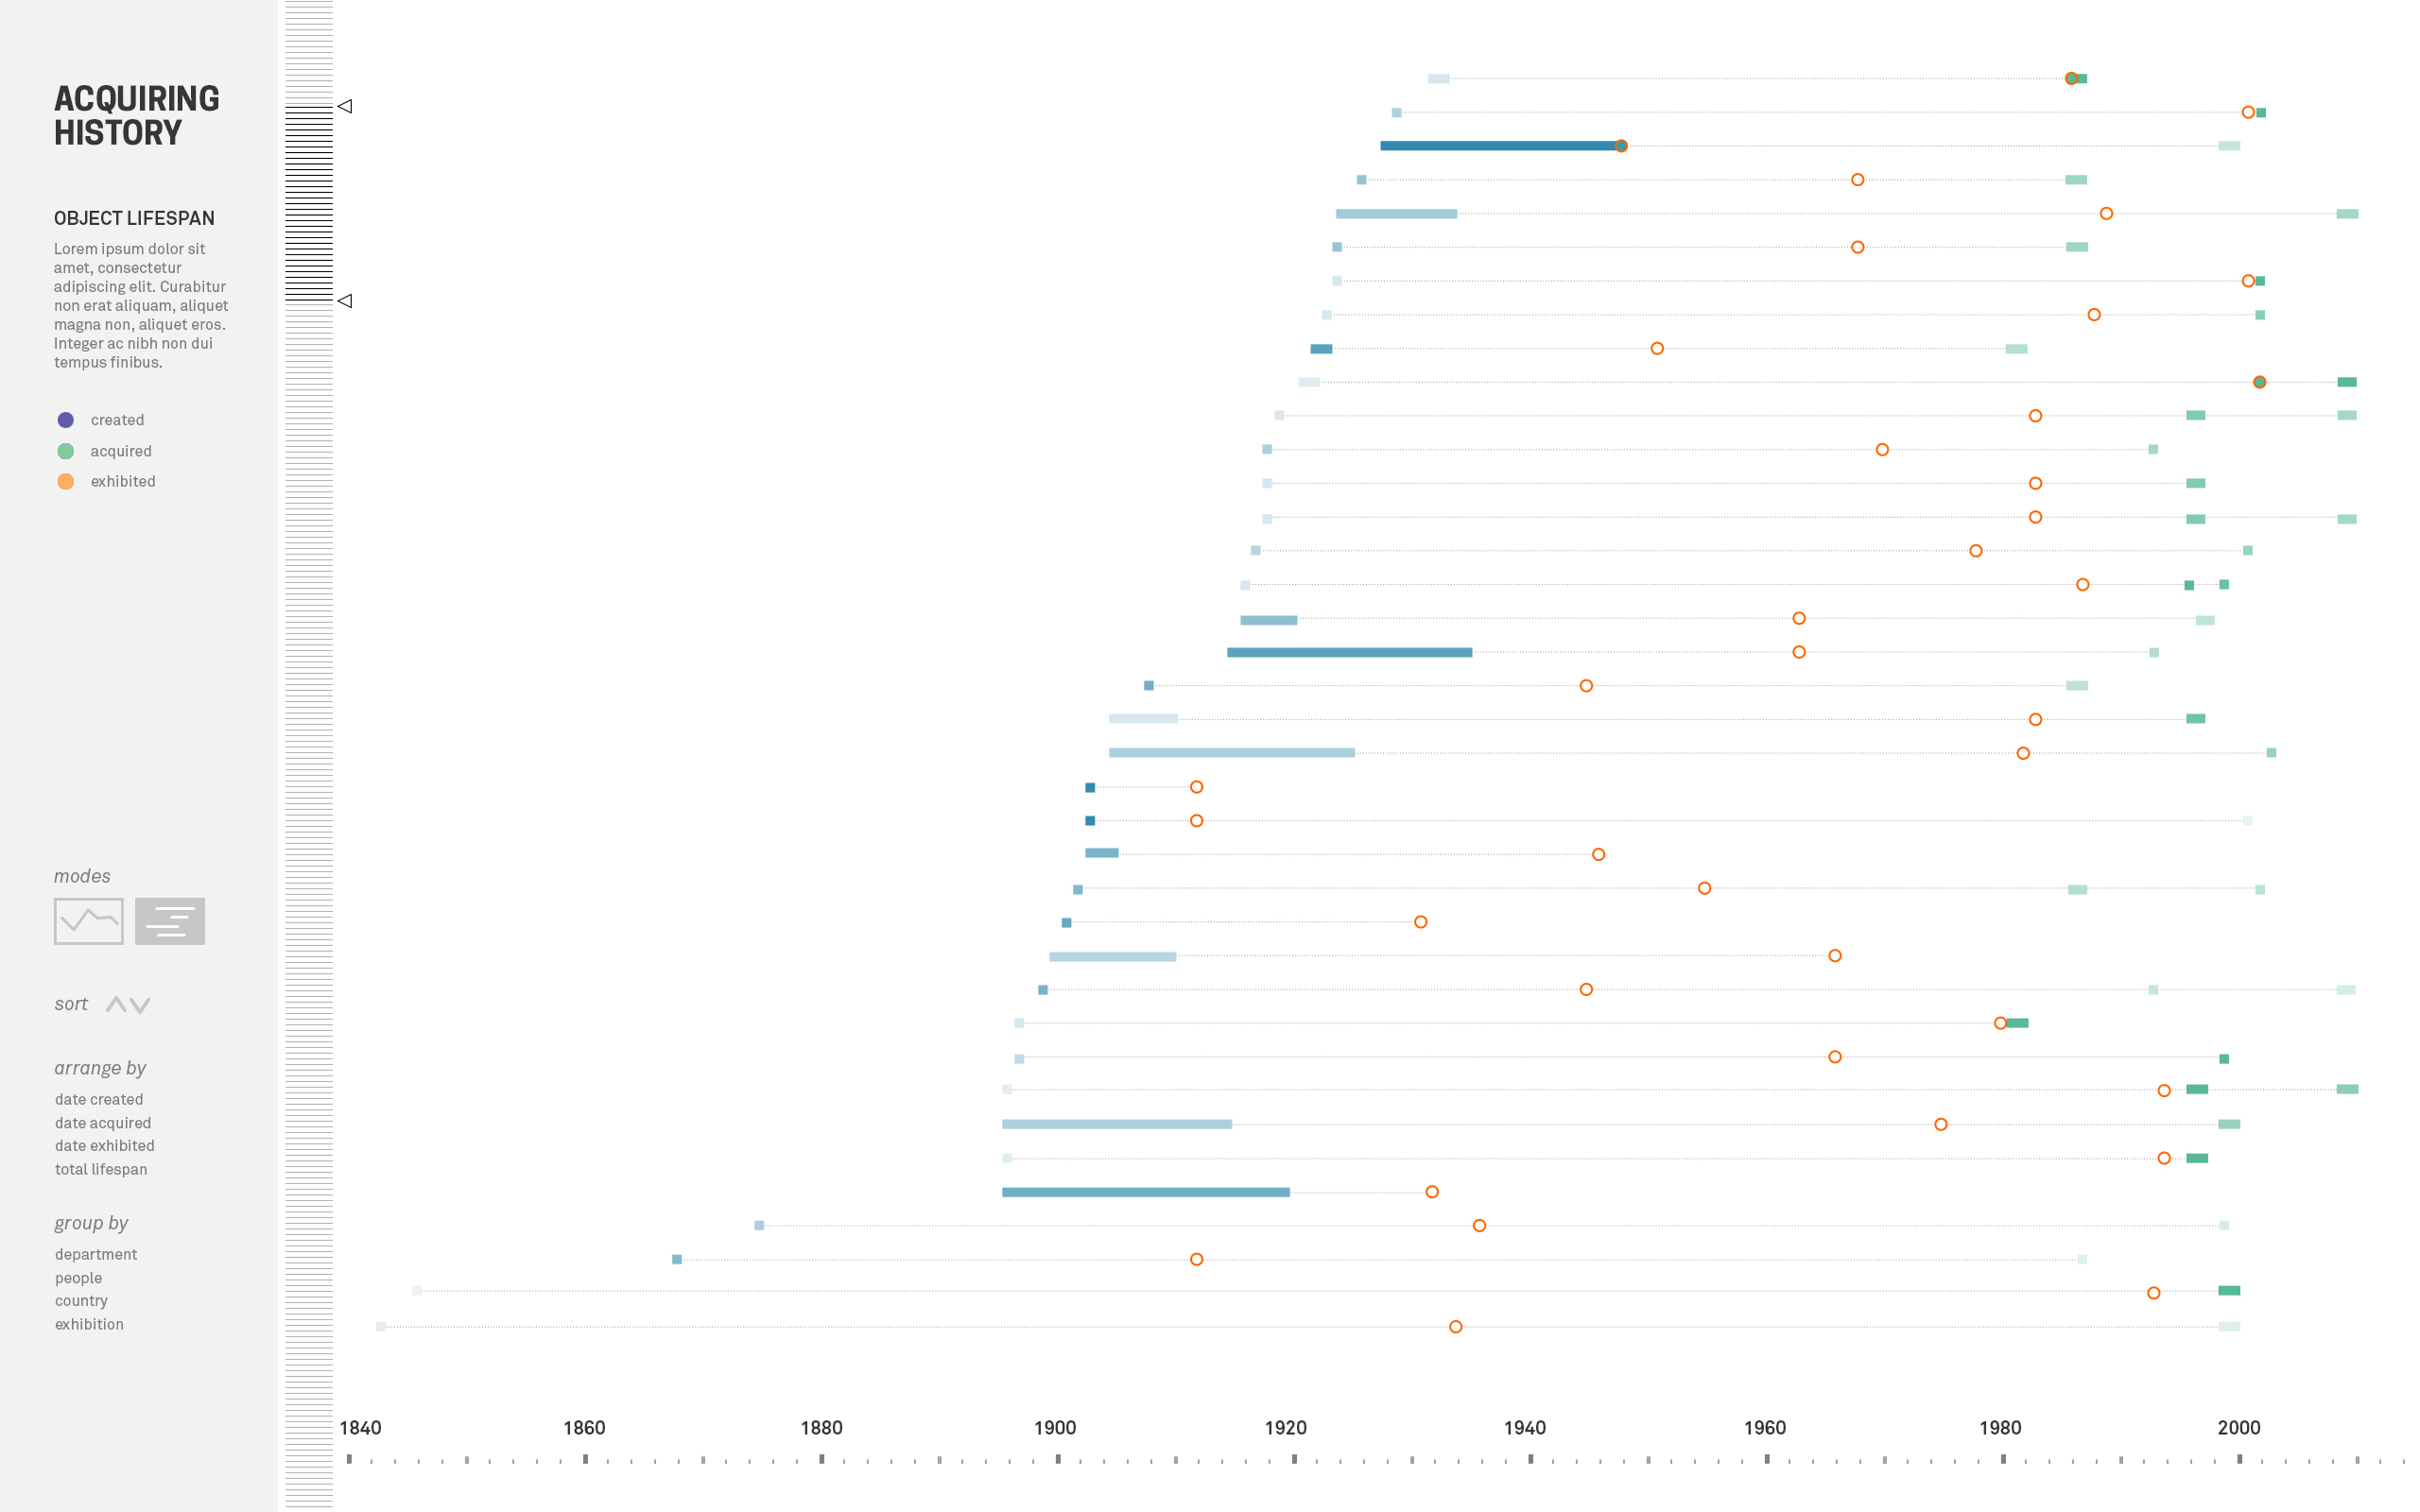 ACQUIRING
HISTORY
OBJECT LIFESPAN
Lorem ipsum dolor sit
amet, consectetur
adipiscing elit. Curabitur
non erat aliquam, aliquet
magna non, aliquet eros.
Integer ac nibh non dui
tempus finibus.
created
acquired
exhibited
modes
sort
arrange by
date created
date acquired
date exhibited
total lifespan
group by
department
people
country
exhibition
1840 1860 1880 1900 1920 1940 1960 1980 2000